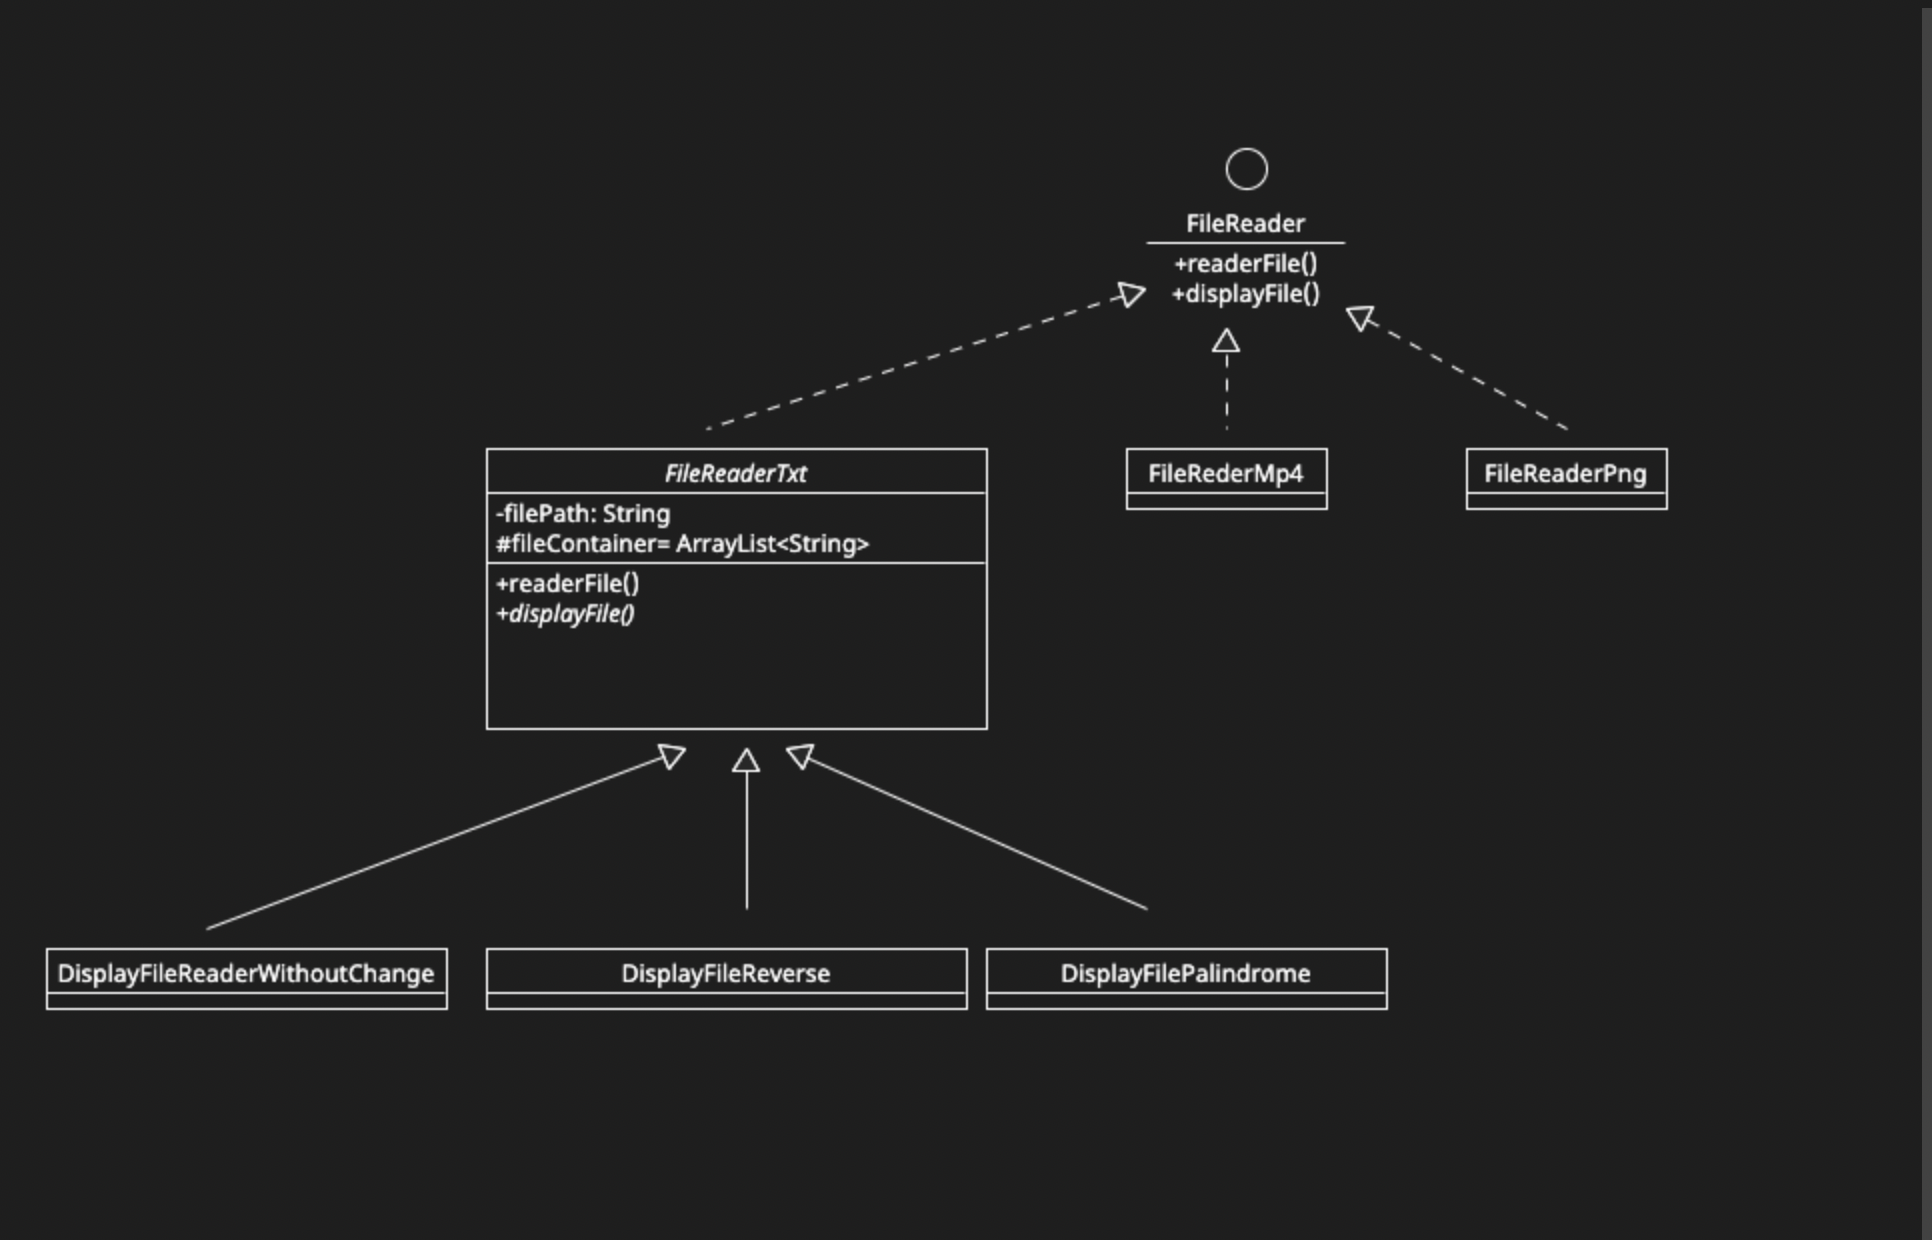 FileReader
+readerFile()
+displayFile()
FileReaderTxt
-filePath: String
#fileContainer= ArrayList<String>
+readerFile()
+displayFile()
FileRederMp4
FileReaderPng
DisplayFileReaderWithoutChange
DisplayFileReverse
DisplayFilePalindrome